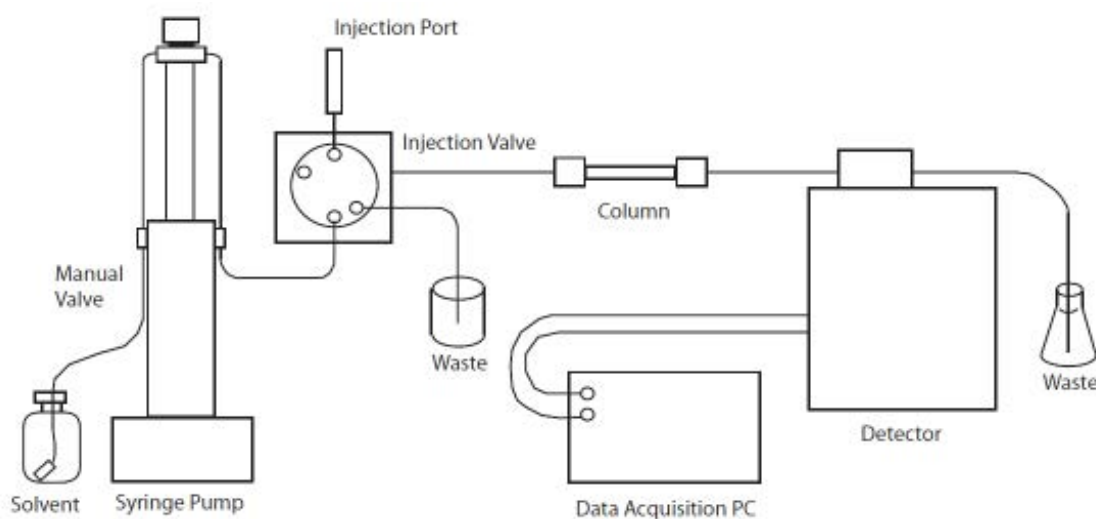 Injection Port
Injection Valve
Column
Manual
Valve
Waste
Waste
Detector
Solvent
Syringe Pump
Data Acquisition PC